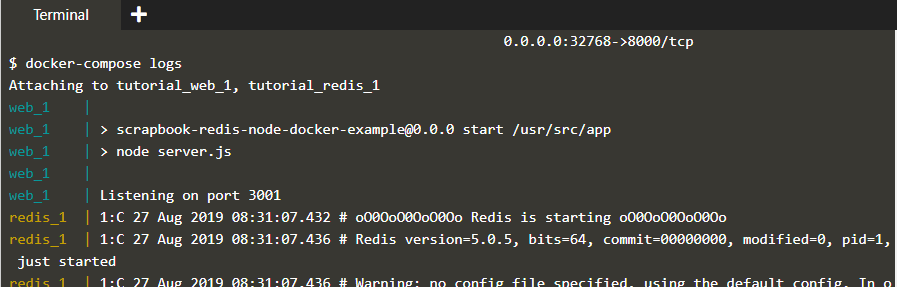 Terminal +
0.0.0.0:32768->8000/tcp
$ docker-compose logs
Attaching to tutorial_web_1, tutorial_redis_1
web_1    |
web_1    | > scrapbook-redis-node-docker-example@0.0.0 start /usr/src/app
web_1    | > node server.js
web_1    |
web_1    | Listening on port 3001
redis_1  | 1:C 27 Aug 2019 08:31:07.432 # oO0OoO0OoO0Oo Redis is starting oO0OoO0OoO0Oo
redis_1  | 1:C 27 Aug 2019 08:31:07.436 # Redis version=5.0.5, bits=64, commit=00000000, modified=0, pid=1,
just started
redis_1  | 1:C 27 Aug 2019 08:31:07.436 # Warning: no config file specified, using the default config. In o